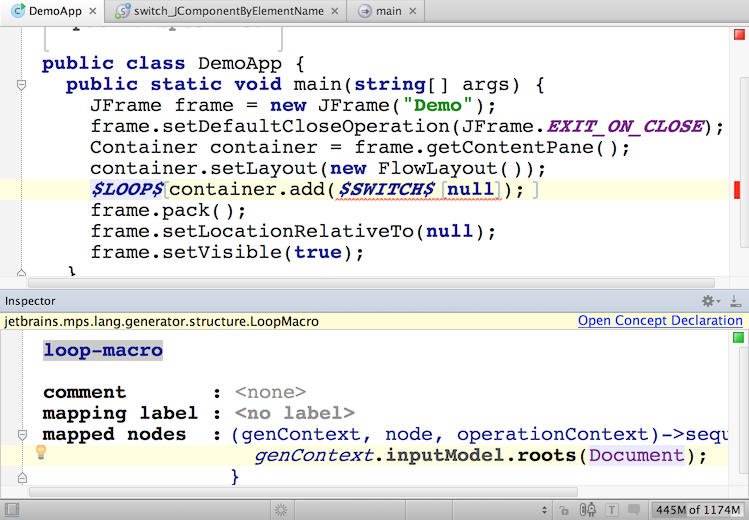 DemoApp switch_JComponentByElementName main
public class DemoApp {
public static void main(string[] args) {
JFrame frame = new JFrame("Demo");
frame.setDefaultCloseOperation(JFrame.EXIT_ON_CLOSE);
Container container = frame.getContentPane();
container.setLayout(new FlowLayout());
$LOOP$[container.add($SWITCH$ [null]); ]
frame.pack();
frame.setLocationRelativeTo(null);
frame.setVisible(true);
}
Inspector
jetbrains.mps.lang.generator.structure.LoopMacro Open Concept Declaration
loop-macro
comment : <none>
mapping label : <no label>
mapped nodes : (genContext, node, operationContext)->sequ
genContext.inputModel.roots(Document);
}
T 445M of 1174M